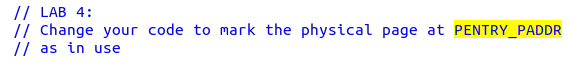 // LAB 4:
// Change your code to mark the physical page at PENTRY_PADDR
// as in use